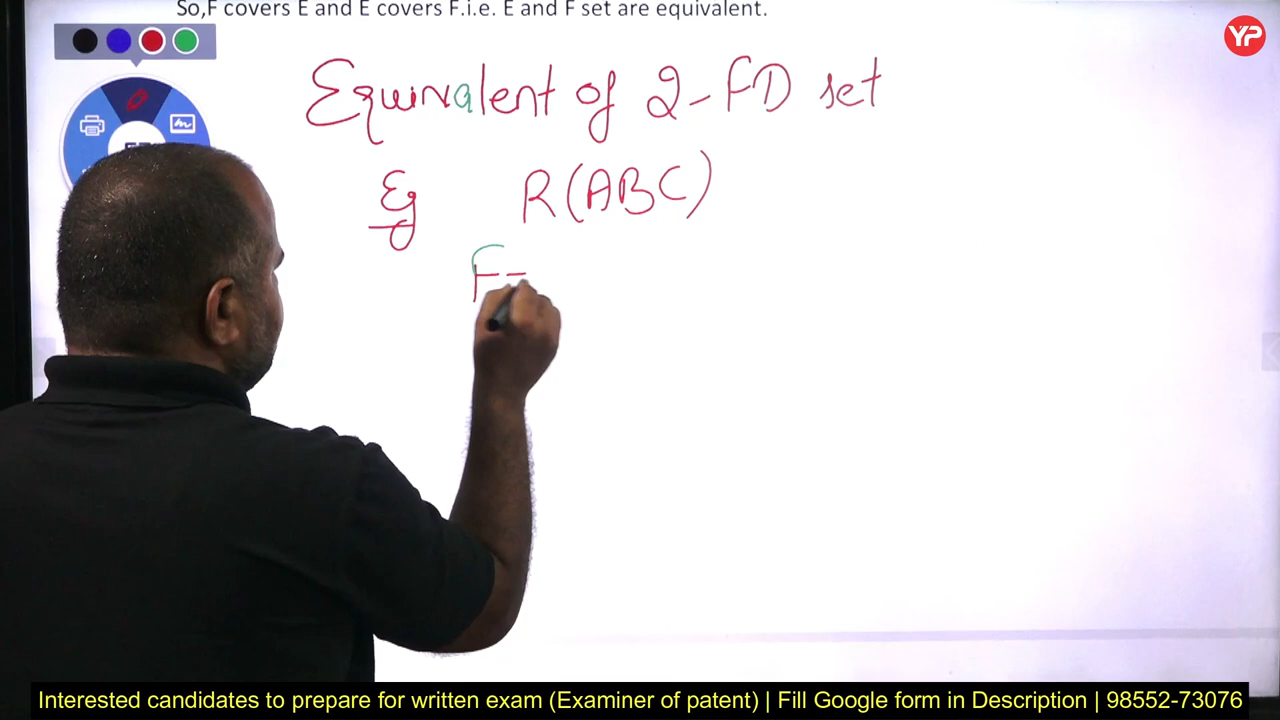 So,F covers E and E covers F.i.e. E and F set are equivalent.
YP
Equivalent of 2-FD set
Eg R(ABC)
F=
Interested candidates to prepare for written exam (Examiner of patent) | Fill Google form in Description | 98552-73076